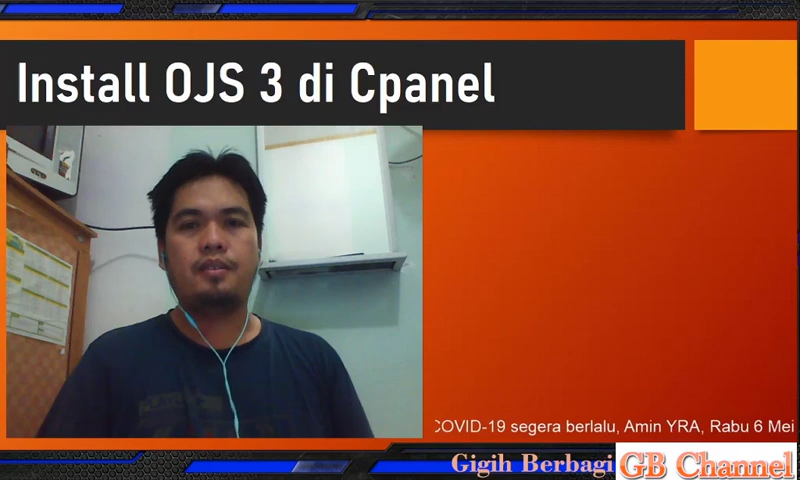 Install OJS 3 di Cpanel
COVID-19 segera berlalu, Amin YRA, Rabu 6 Mei
Gigih Berbagi GB Channel